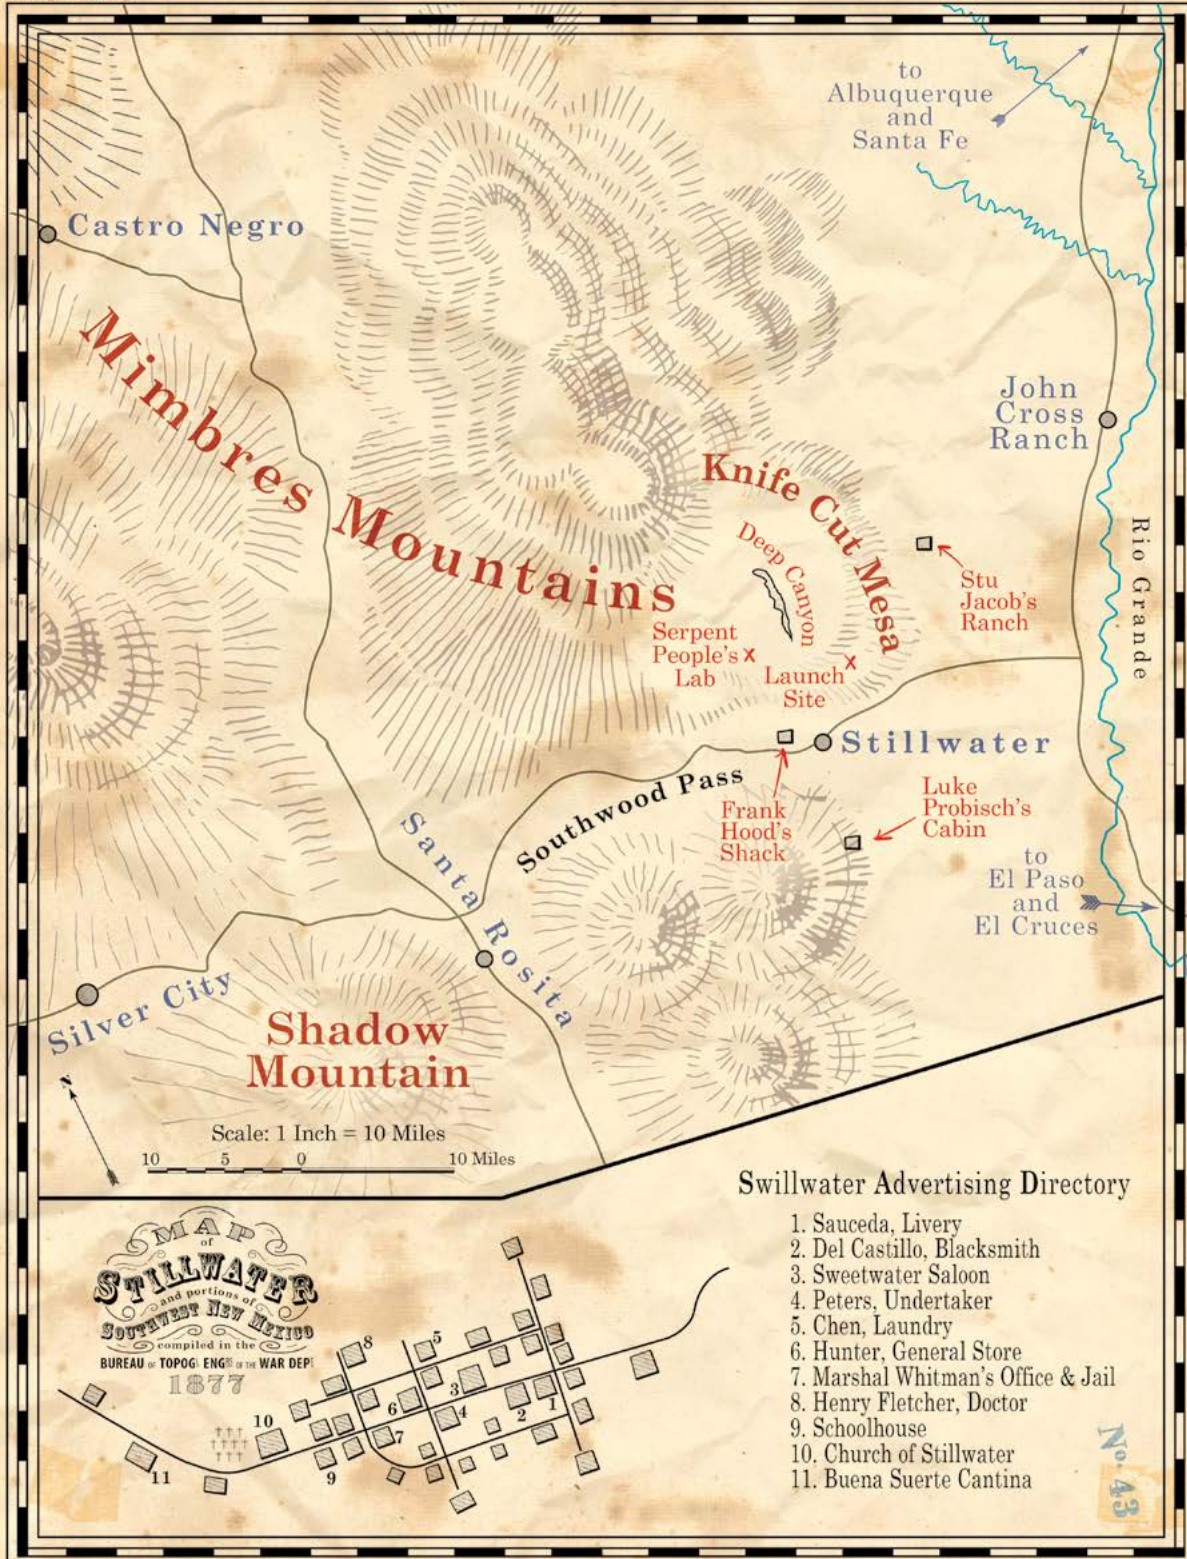 to
Albuquerque
and
Santa Fe
Castro Negro
Mimbres Mountains
John
Cross
Ranch
Knife Cut Mesa
Deep Canyon
Rio Grande
Stu
Jacob's
Ranch
Serpent
People's X
Lab
X
Launch
Site
Stillwater
Southwood Pass
Frank
Hood's
Shack
Luke
Probisch's
Cabin
to
El Paso
and
El Cruces
Santa Rosita
Silver City
Shadow
Mountain
N
Scale: 1 Inch = 10 Miles
10 5 0 10 Miles
MAP
of
STILLWATER
and portions of
SOUTHWEST NEW MEXICO
compiled in the
BUREAU OF TOPOGL ENGRS OF THE WAR DEPT
1877
8
5
3
10
6
4
2
1
7
11
9
Swillwater Advertising Directory
1. Sauceda, Livery
2. Del Castillo, Blacksmith
3. Sweetwater Saloon
4. Peters, Undertaker
5. Chen, Laundry
6. Hunter, General Store
7. Marshal Whitman's Office & Jail
8. Henry Fletcher, Doctor
9. Schoolhouse
10. Church of Stillwater
11. Buena Suerte Cantina
No. 43